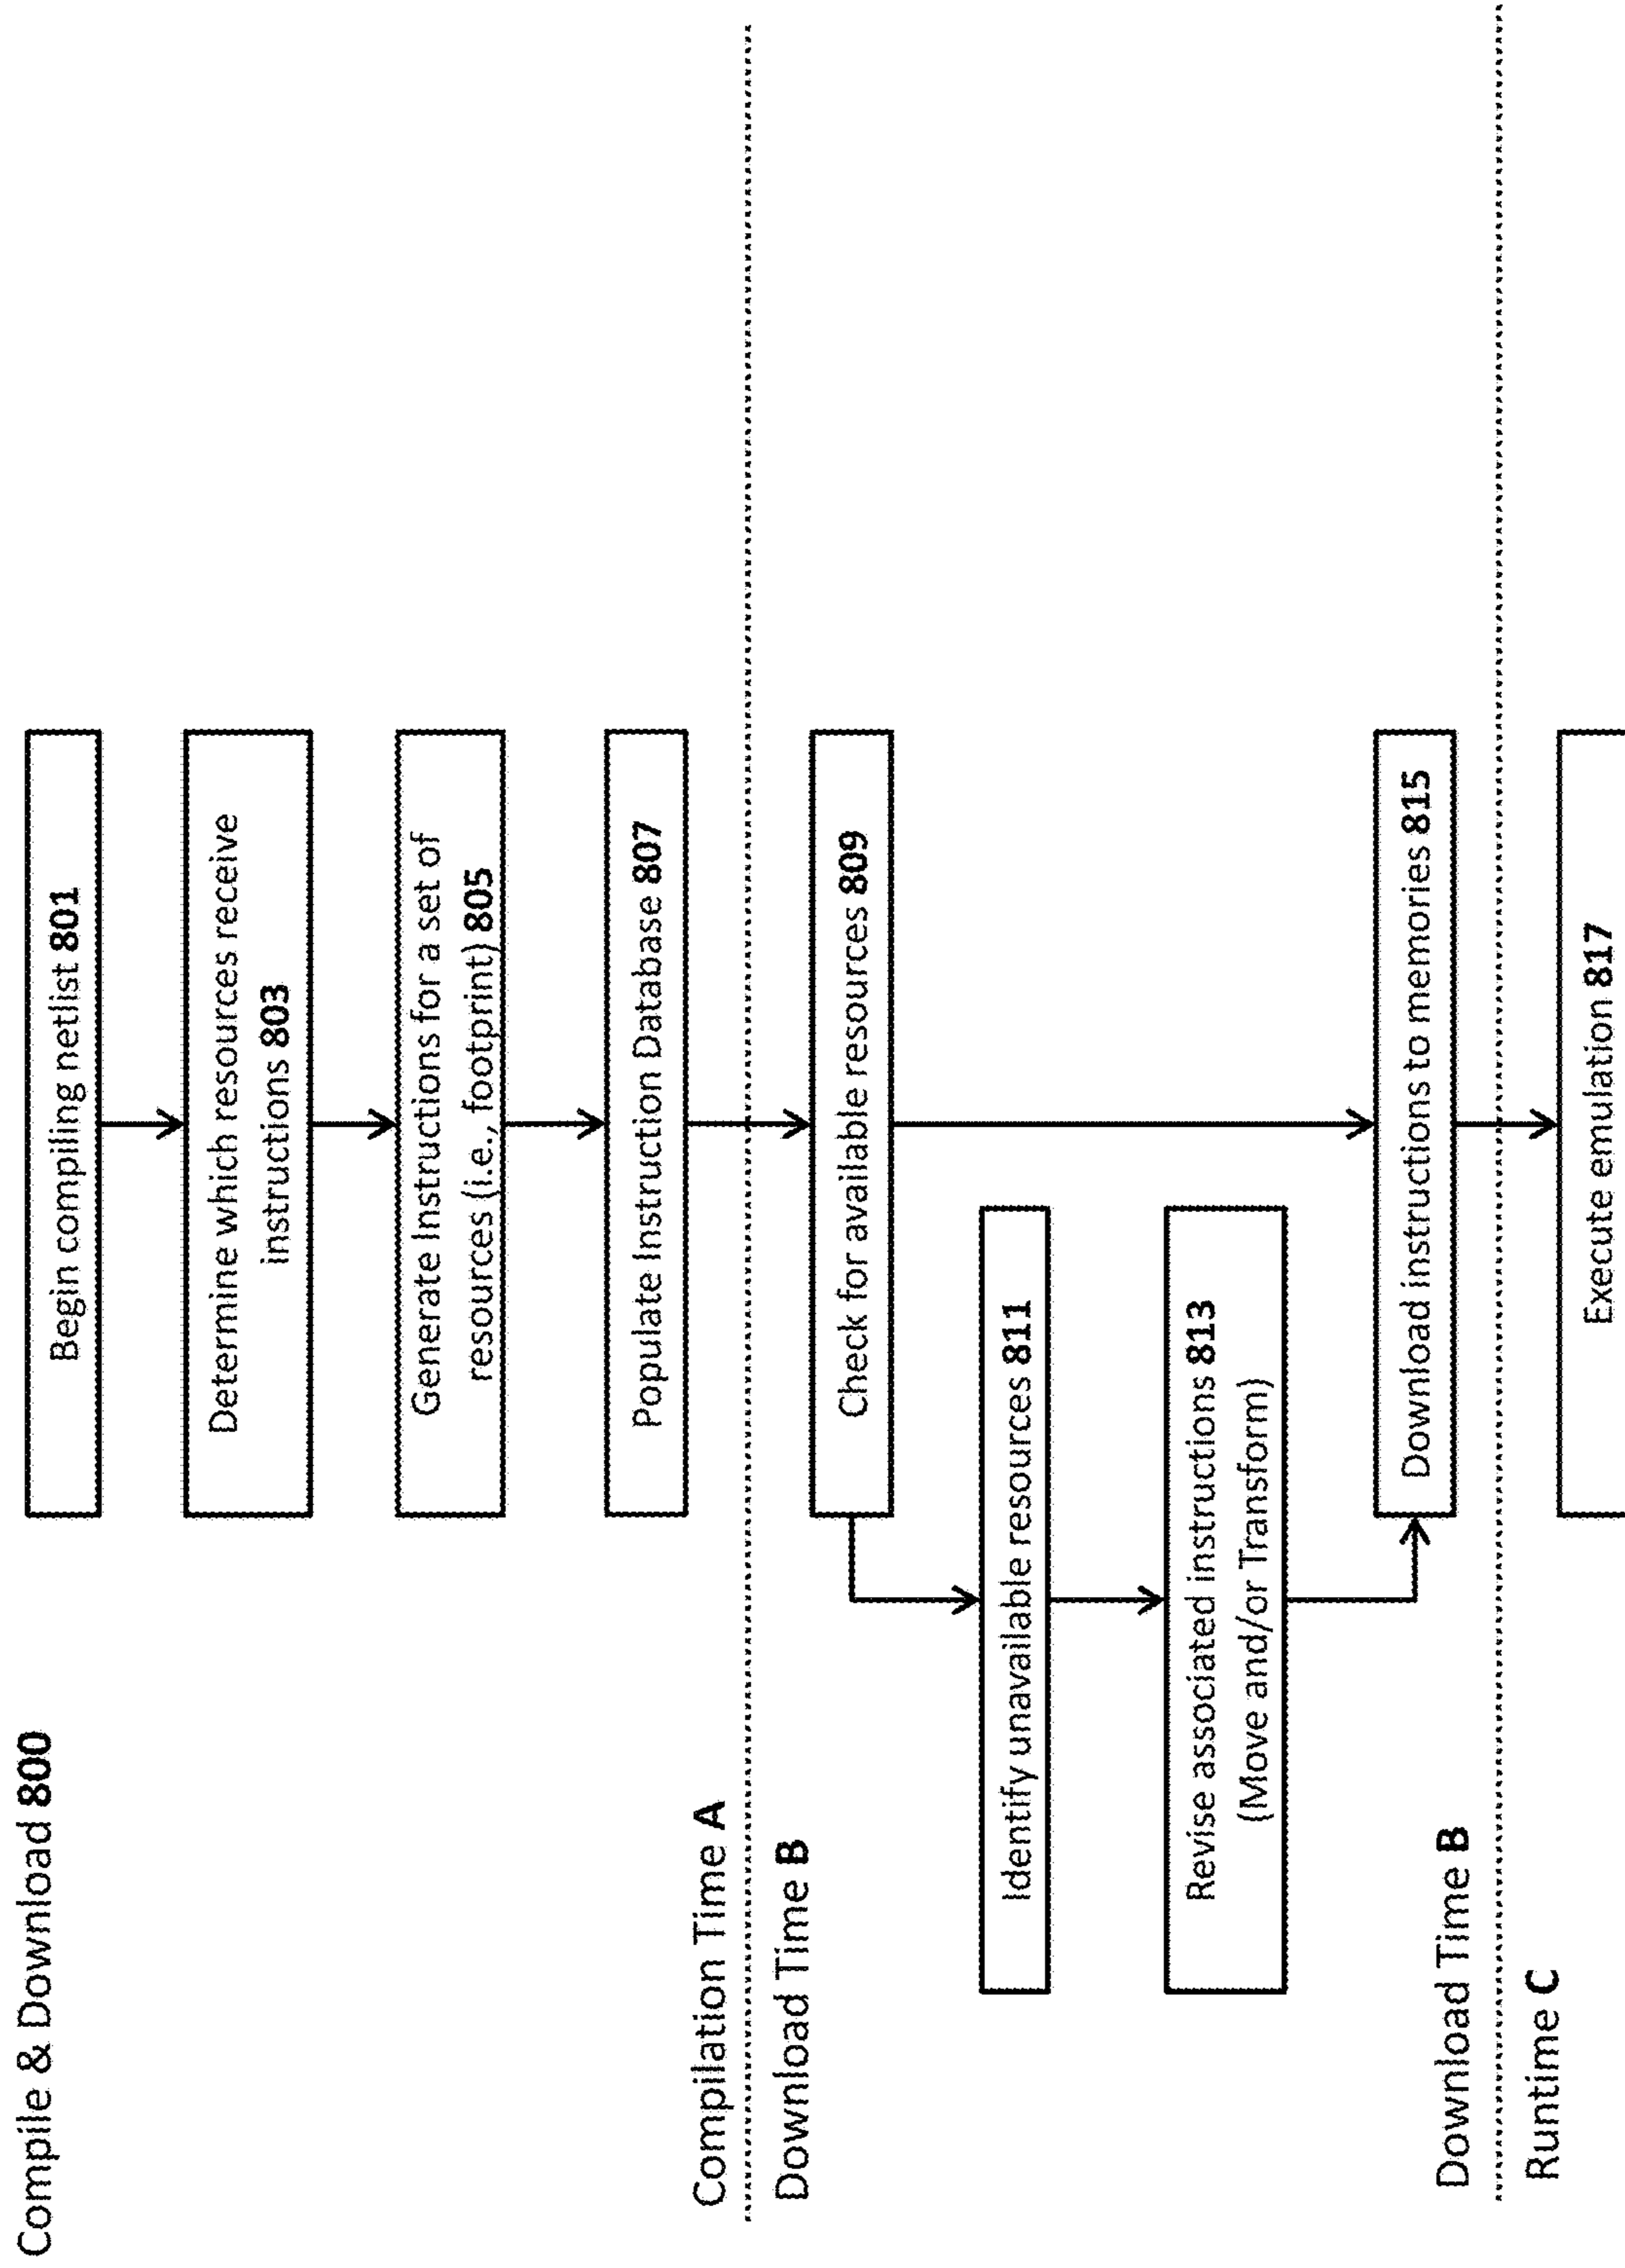 Compile & Download 800
Begin compiling netlist 801
Determine which resources receive
instructions 803
Generate Instructions for a set of
resources (i.e., footprint) 805
Populate Instruction Database 807
Compilation Time A
Download Time B
Check for available resources 809
Identify unavailable resources 811
Revise associated instructions 813
(Move and/or Transform)
Download instructions to memories 815
Download Time B
Runtime C
Execute emulation 817